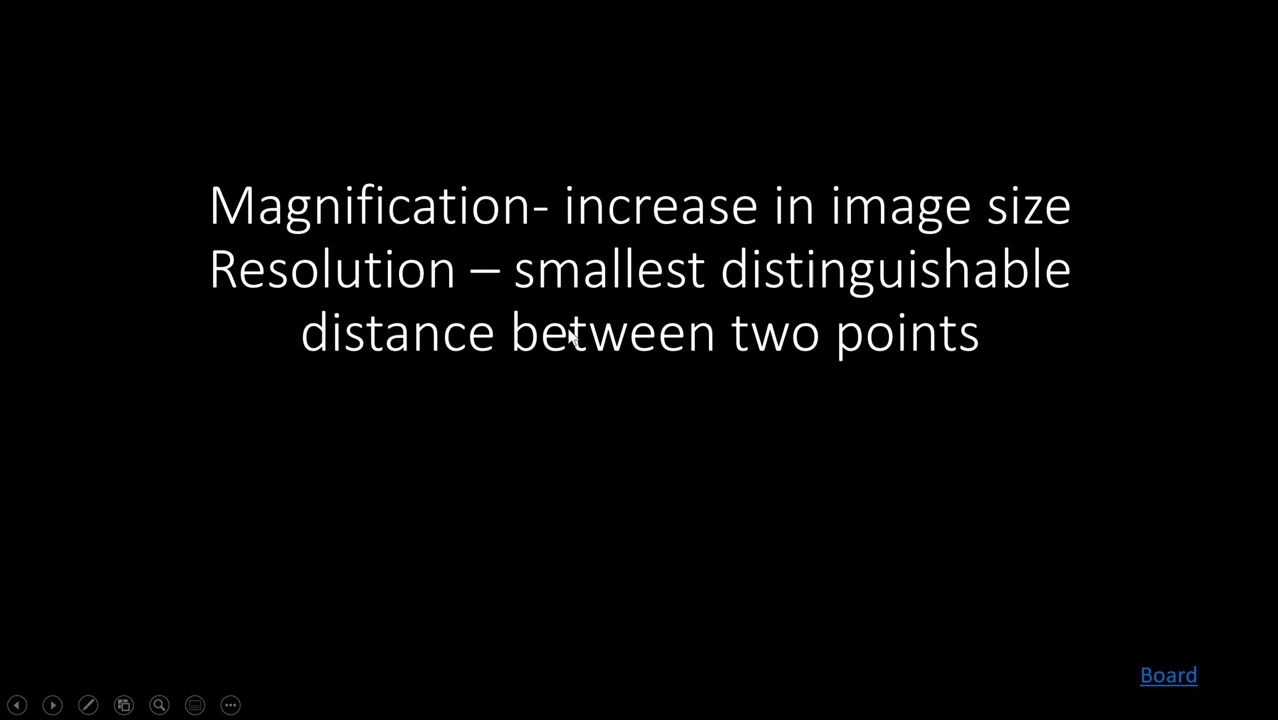 Magnification- increase in image size
Resolution – smallest distinguishable
distance between two points
Board